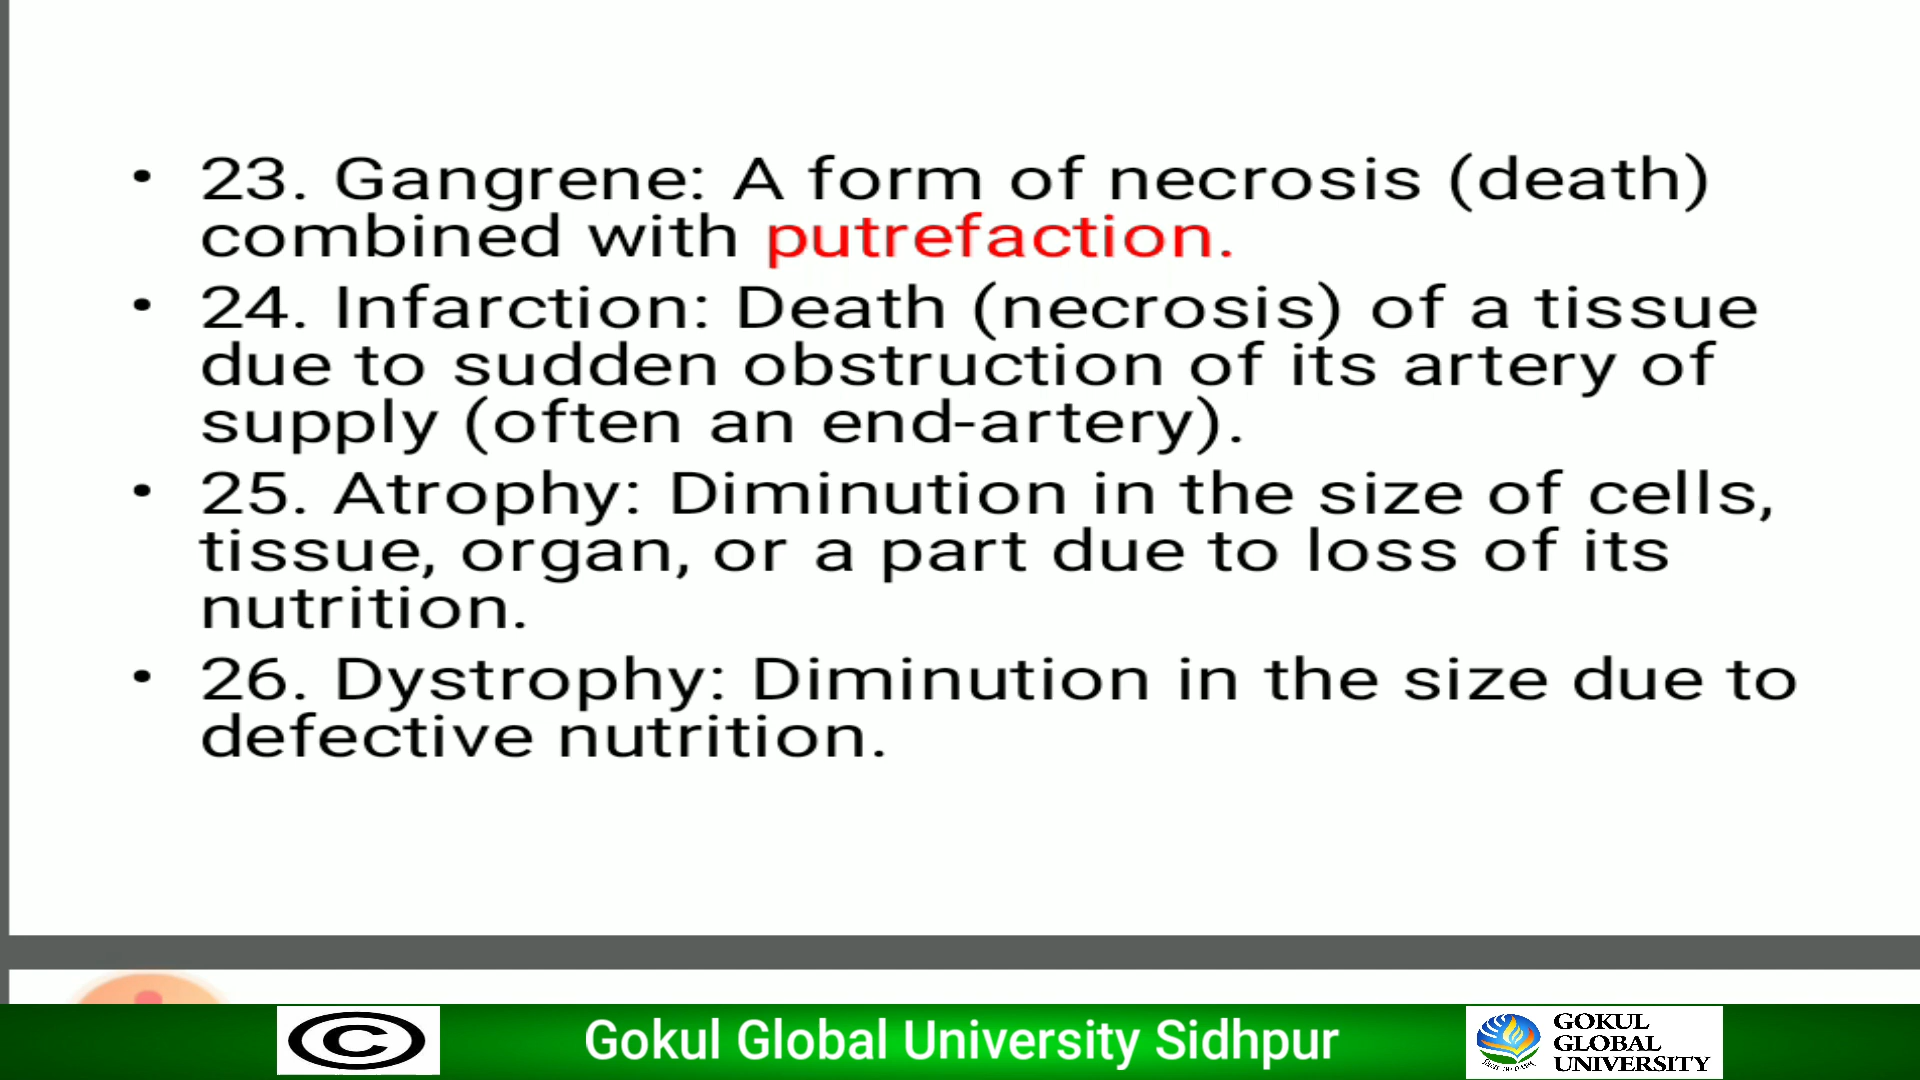 • 23. Gangrene: A form of necrosis (death)
combined with putrefaction.
• 24. Infarction: Death (necrosis) of a tissue
due to sudden obstruction of its artery of
supply (often an end-artery).
• 25. Atrophy: Diminution in the size of cells,
tissue, organ, or a part due to loss of its
nutrition.
• 26. Dystrophy: Diminution in the size due to
defective nutrition.
©
Gokul Global University Sidhpur
GOKUL
GLOBAL
UNIVERSITY